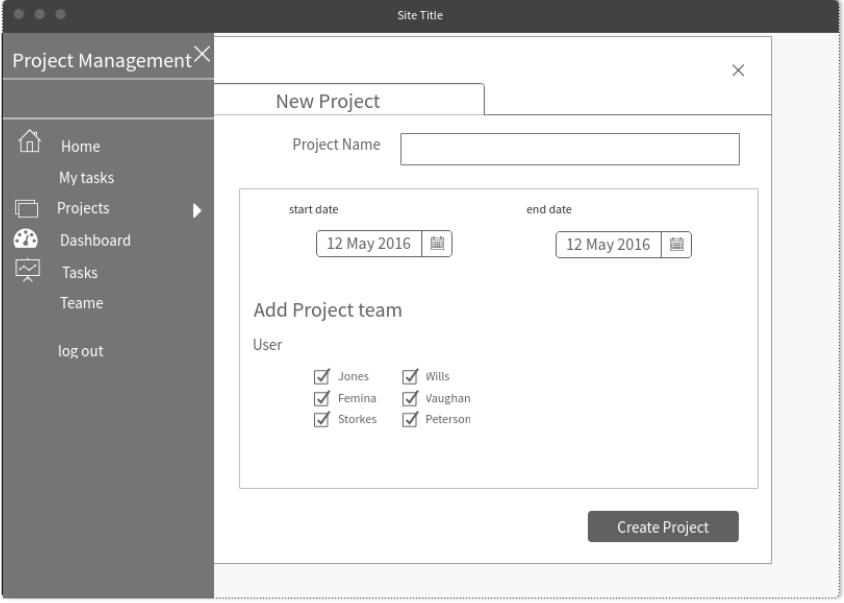 Site Title
Project Management
Home
My tasks
Projects
Dashboard
Tasks
Teame
log out
New Project
Project Name
start date
end date
12 May 2016
12 May 2016
Add Project team
User
Jones
Wills
Femina
Vaughan
Storkes
Peterson
Create Project